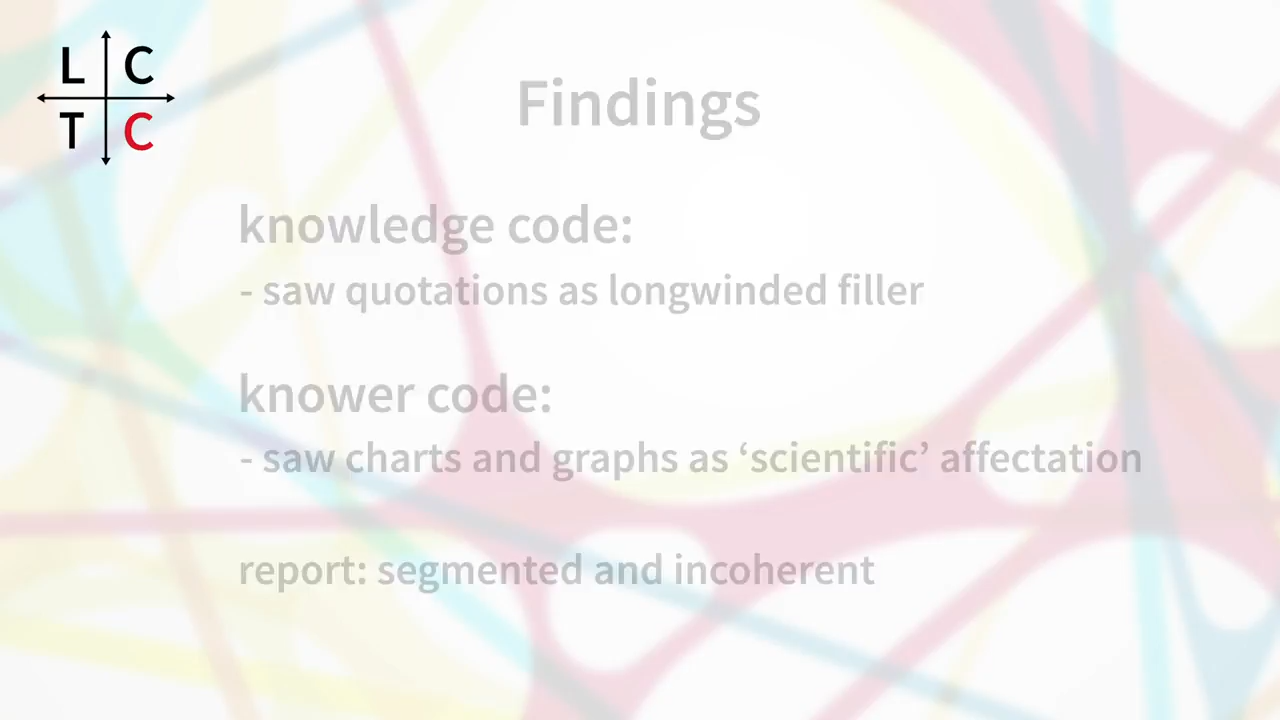 L C
T C
Findings
knowledge code:
- saw quotations as longwinded filler
knower code:
- saw charts and graphs as ‘scientific’ affectation
report: segmented and incoherent